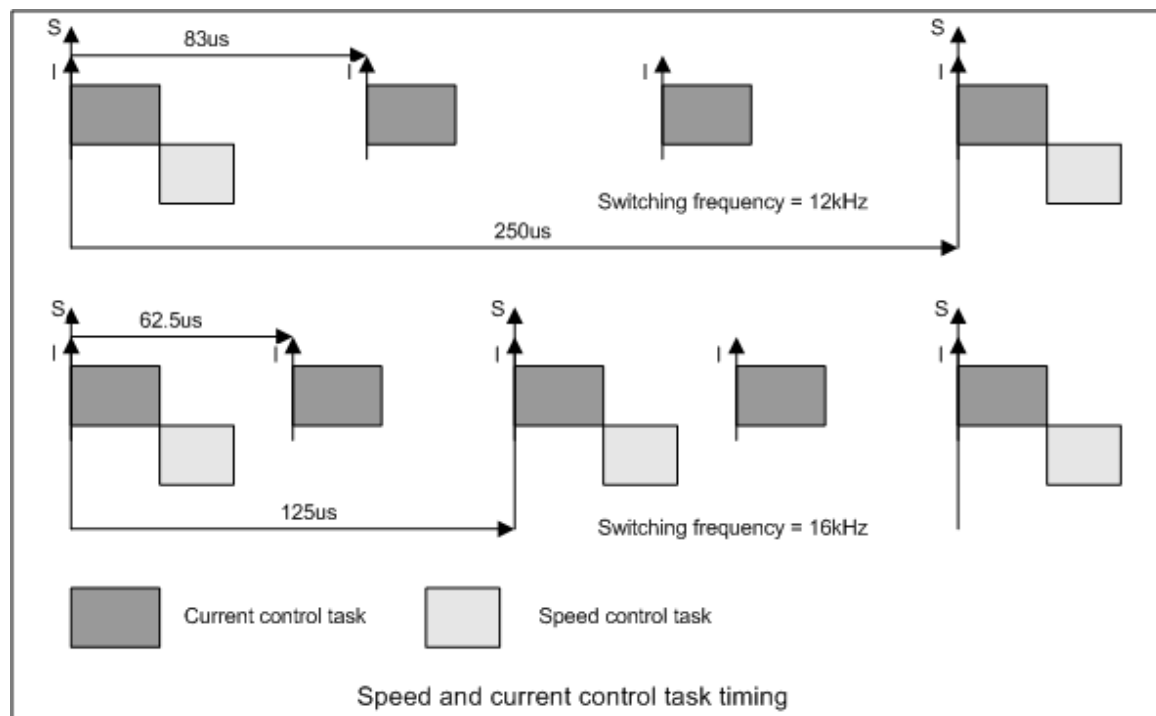 S
83us
S
I
I
I
I
Switching frequency = 12kHz
250us
S
S
S
62.5us
I
I
I
I
I
125us
Switching frequency = 16kHz
Current control task
Speed control task
Speed and current control task timing